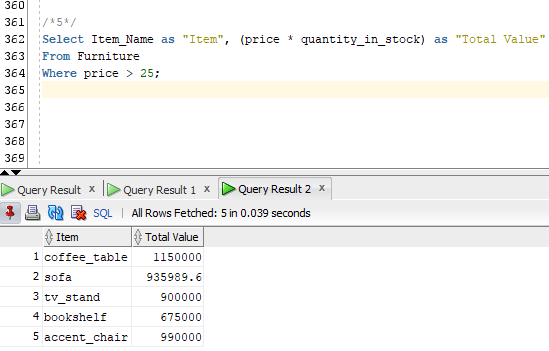 360
361 /*5*/
362 Select Item_Name as "Item", (price * quantity_in_stock) as "Total Value"
363 From Furniture
364 Where price > 25;
365
366
367
368
369
Query Result x Query Result 1 x Query Result 2 x
SQL | All Rows Fetched: 5 in 0.039 seconds
Item Total Value
1 coffee_table 1150000
2 sofa 935989.6
3 tv_stand 900000
4 bookshelf 675000
5 accent_chair 990000